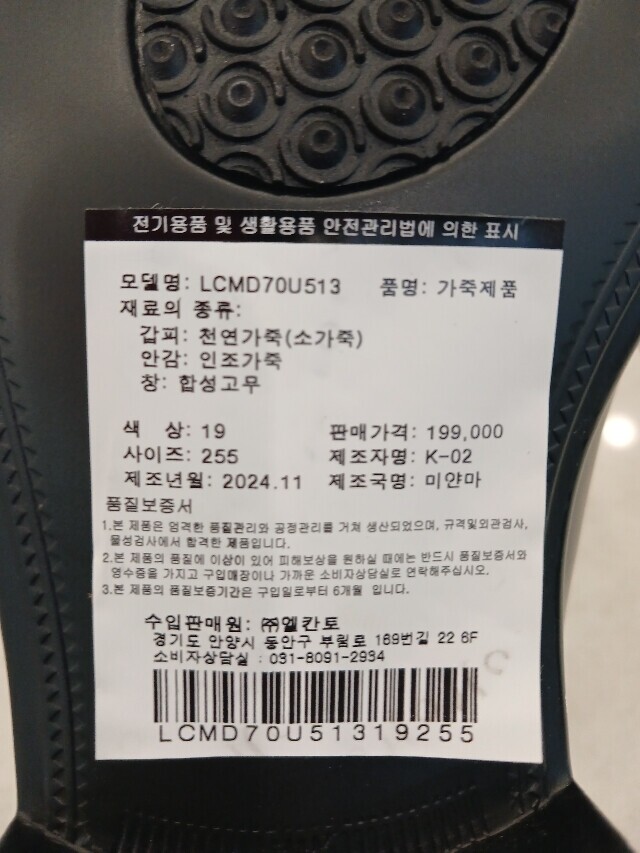 전기용품 및 생활용품 안전관리법에 의한 표시
모델명: LCMD70U513 품명: 가죽제품
재료의 종류:
갑피: 천연가죽(소가죽)
안감: 인조가죽
창: 합성고무
색 상: 19 판매가격: 199,000
사이즈: 255 제조자명: K-02
제조년월: 2024.11 제조국명: 미얀마
품질보증서
1.본 제품은 엄격한 품질관리와 공정관리를 거쳐 생산되었으며, 규격및외관검사,
물성검사에서 합격한 제품입니다.
2.본 제품의 품질에 이상이 있어 피해보상을 원하실 때에는 반드시 품질보증서와
영수증을 가지고 구입매장이나 가까운 소비자상담실로 연락해주십시오.
3.본 제품의 품질보증기간은 구입일로부터 6개월 입니다.
수입판매원: ㈜엘칸토
경기도 안양시 동안구 부림로 169번길 22 6F
소비자상담실 : 031-8091-2934
LCMD70U51319255